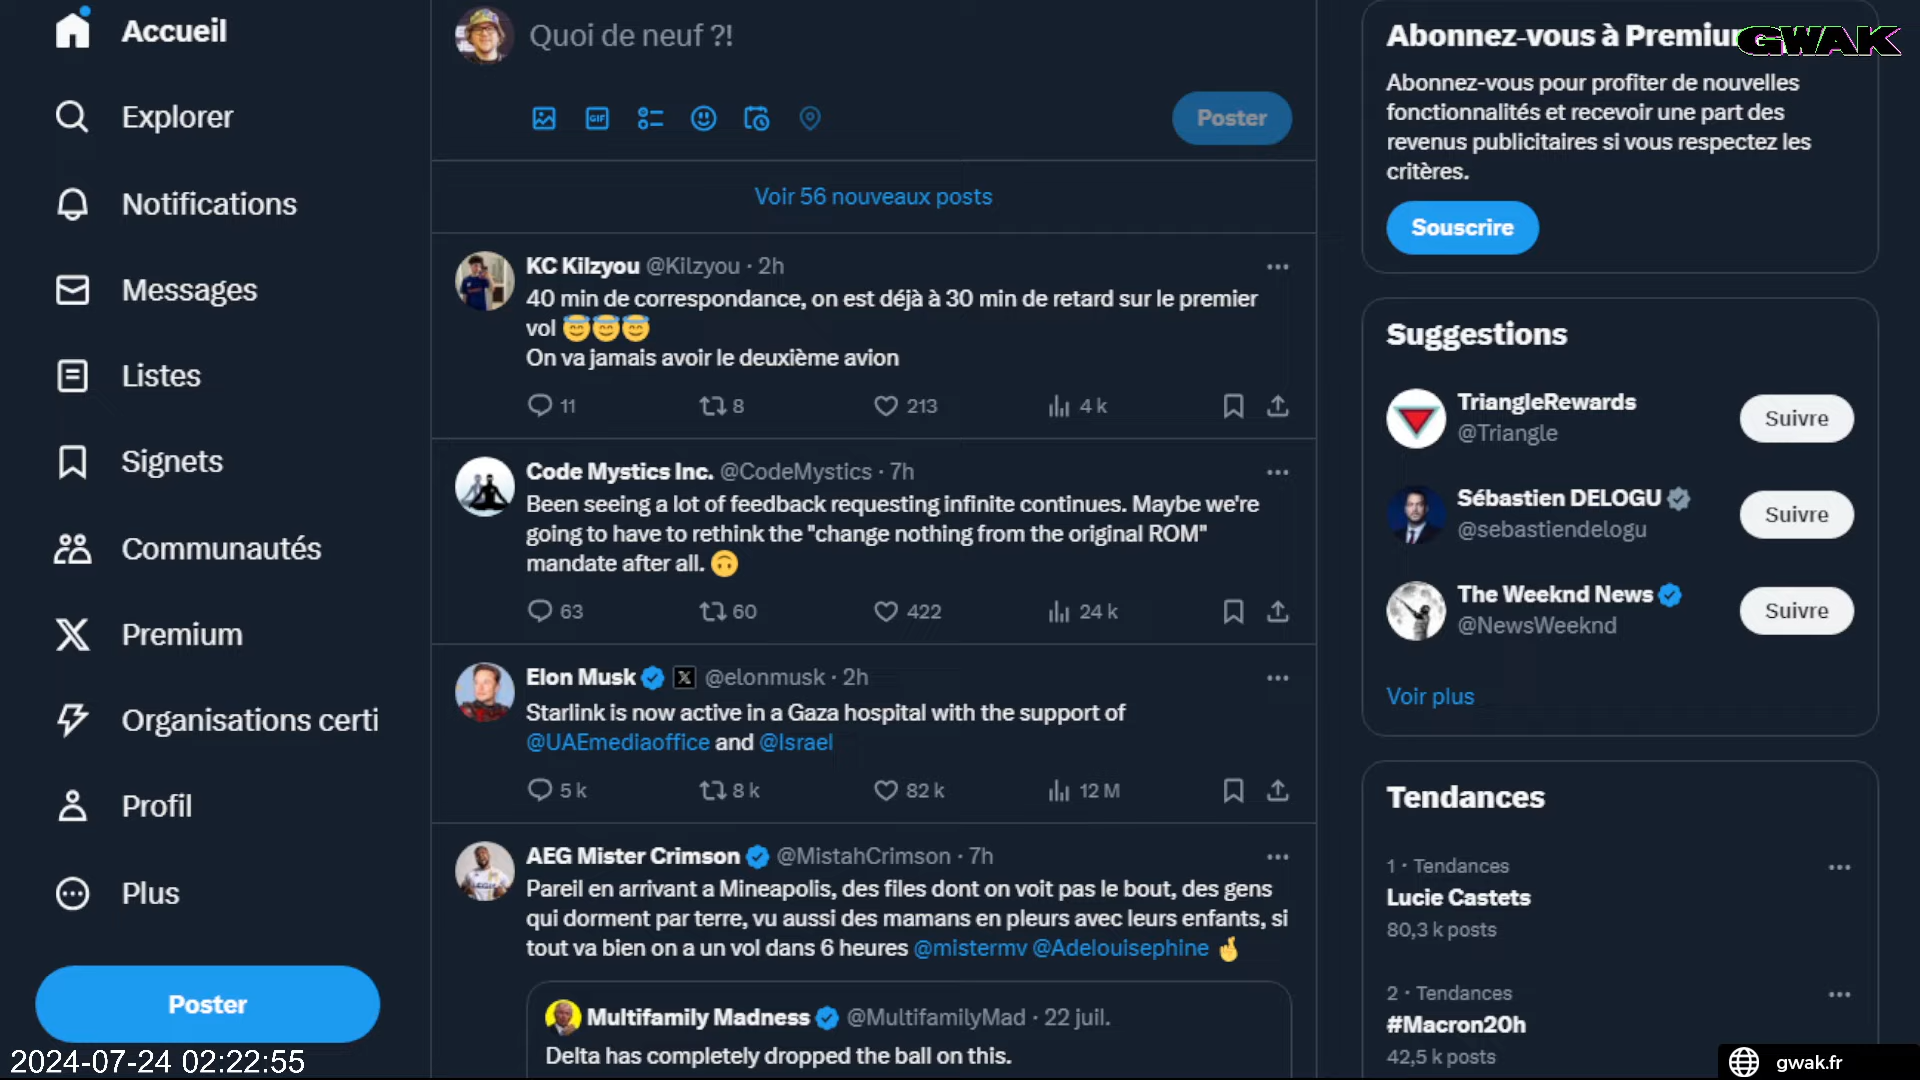 Accueil
Explorer
Notifications
Messages
Listes
Signets
Communautés
Premium
Organisations certi
Profil
Plus
Poster
2024-07-24 02:22:55
Quoi de neuf ?!
GIF
Poster
Voir 56 nouveaux posts
KC Kilzyou @Kilzyou · 2h
40 min de correspondance, on est déjà à 30 min de retard sur le premier
vol 😇😇😇
On va jamais avoir le deuxième avion
11 8 213 4 k
Code Mystics Inc. @CodeMystics · 7h
Been seeing a lot of feedback requesting infinite continues. Maybe we're
going to have to rethink the "change nothing from the original ROM"
mandate after all. 🙃
63 60 422 24 k
Elon Musk @elonmusk · 2h
Starlink is now active in a Gaza hospital with the support of
@UAEmediaoffice and @Israel
5 k 8 k 82 k 12 M
AEG Mister Crimson @MistahCrimson · 7h
Pareil en arrivant a Mineapolis, des files dont on voit pas le bout, des gens
qui dorment par terre, vu aussi des mamans en pleurs avec leurs enfants, si
tout va bien on a un vol dans 6 heures @mistermv @Adelouisephine 🤞
Multifamily Madness @MultifamilyMad · 22 juil.
Delta has completely dropped the ball on this.
Abonnez-vous à Premiu
GWAK
Abonnez-vous pour profiter de nouvelles
fonctionnalités et recevoir une part des
revenus publicitaires si vous respectez les
critères.
Souscrire
Suggestions
TriangleRewards
@Triangle
Suivre
Sébastien DELOGU
@sebastiendelogu
Suivre
The Weeknd News
@NewsWeeknd
Suivre
Voir plus
Tendances
1 · Tendances
Lucie Castets
80,3 k posts
2 · Tendances
#Macron20h
42,5 k posts
gwak.fr